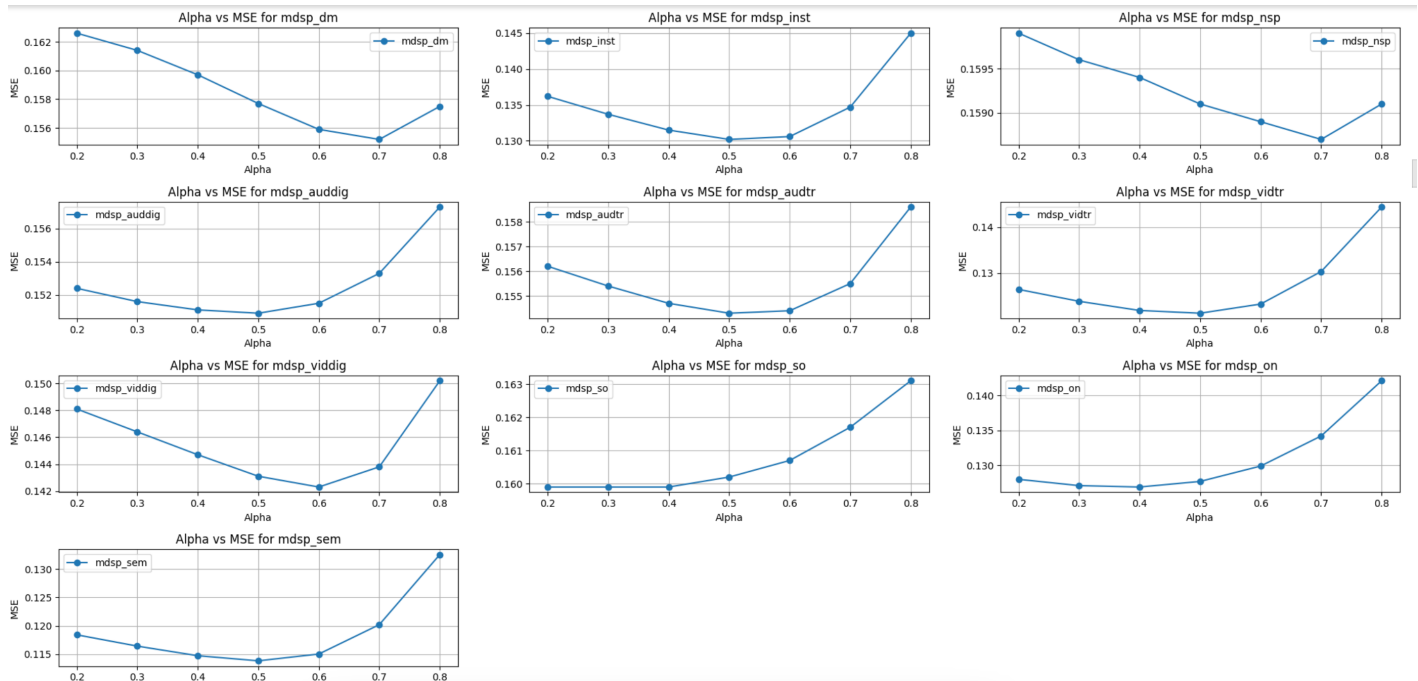 Alpha vs MSE for mdsp_dm
mdsp_dm
MSE
0.162
0.160
0.158
0.156
0.2 0.3 0.4 0.5 0.6 0.7 0.8
Alpha
Alpha vs MSE for mdsp_inst
mdsp_inst
MSE
0.145
0.140
0.135
0.130
0.2 0.3 0.4 0.5 0.6 0.7 0.8
Alpha
Alpha vs MSE for mdsp_nsp
mdsp_nsp
MSE
0.1595
0.1590
0.2 0.3 0.4 0.5 0.6 0.7 0.8
Alpha
Alpha vs MSE for mdsp_auddig
mdsp_auddig
MSE
0.156
0.154
0.152
0.2 0.3 0.4 0.5 0.6 0.7 0.8
Alpha
Alpha vs MSE for mdsp_audtr
mdsp_audtr
MSE
0.158
0.157
0.156
0.155
0.2 0.3 0.4 0.5 0.6 0.7 0.8
Alpha
Alpha vs MSE for mdsp_vidtr
mdsp_vidtr
MSE
0.14
0.13
0.2 0.3 0.4 0.5 0.6 0.7 0.8
Alpha
Alpha vs MSE for mdsp_viddig
mdsp_viddig
MSE
0.150
0.148
0.146
0.144
0.142
0.2 0.3 0.4 0.5 0.6 0.7 0.8
Alpha
Alpha vs MSE for mdsp_so
mdsp_so
MSE
0.163
0.162
0.161
0.160
0.2 0.3 0.4 0.5 0.6 0.7 0.8
Alpha
Alpha vs MSE for mdsp_on
mdsp_on
MSE
0.140
0.135
0.130
0.2 0.3 0.4 0.5 0.6 0.7 0.8
Alpha
Alpha vs MSE for mdsp_sem
mdsp_sem
MSE
0.130
0.125
0.120
0.115
0.2 0.3 0.4 0.5 0.6 0.7 0.8